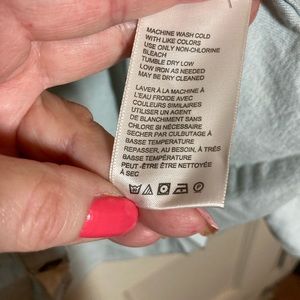 MACHINE WASH COLD
WITH LIKE COLORS
USE ONLY NON-CHLORINE
BLEACH
TUMBLE DRY LOW
LOW IRON AS NEEDED
MAY BE DRY CLEANED
LAVER À LA MACHINE À
L'EAU FROIDE AVEC
COULEURS SIMILAIRES
UTILISER UN AGENT
DE BLANCHIMENT SANS
CHLORE SI NÉCESSAIRE
SECHER PAR CULBUTAGE À
BASSE TEMPÉRATURE
REPASSER, AU BESOIN, À TRÈS
BASSE TEMPÉRATURE
PEUT-ÊTRE ÊTRE NETTOYÉE
À SEC